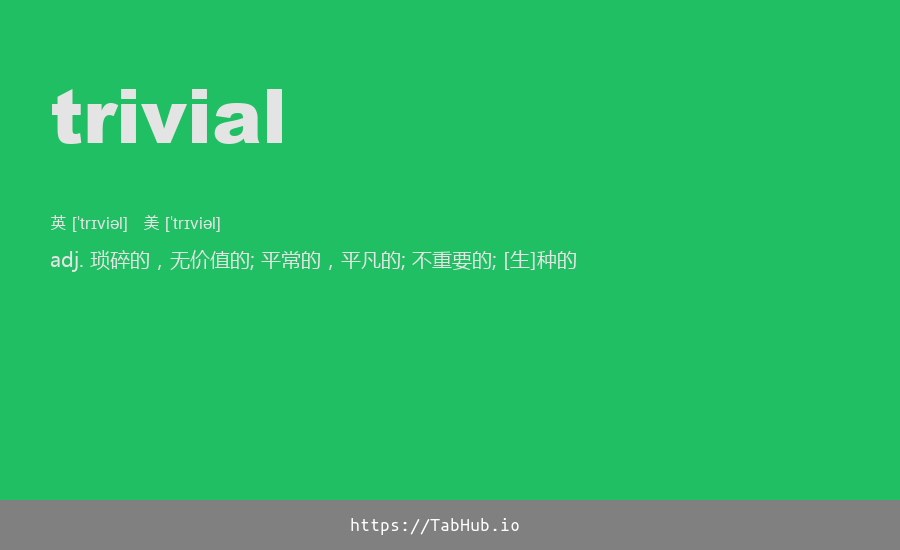 trivial
英 [ˈtrɪviəl]   美 [ˈtrɪviəl]
adj. 琐碎的，无价值的; 平常的，平凡的; 不重要的; [生]种的
https://TabHub.io